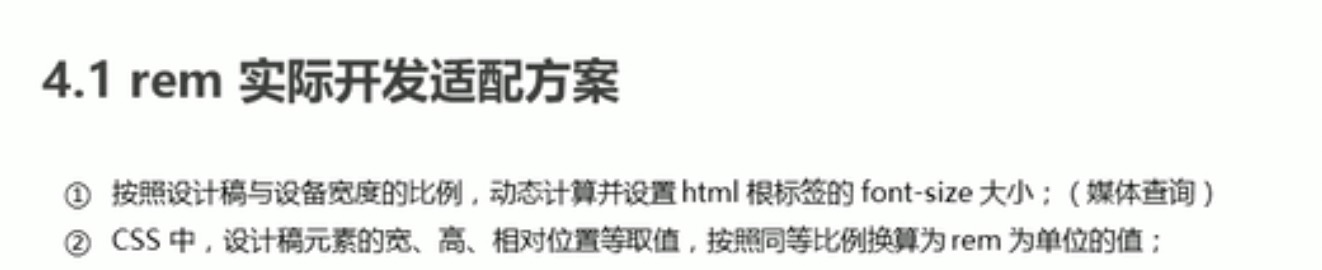 4.1 rem 实际开发适配方案
① 按照设计稿与设备宽度的比例，动态计算并设置 html 根标签的 font-size 大小；（媒体查询）
② CSS 中，设计稿元素的宽、高、相对位置等取值，按照同等比例换算为 rem 为单位的值；